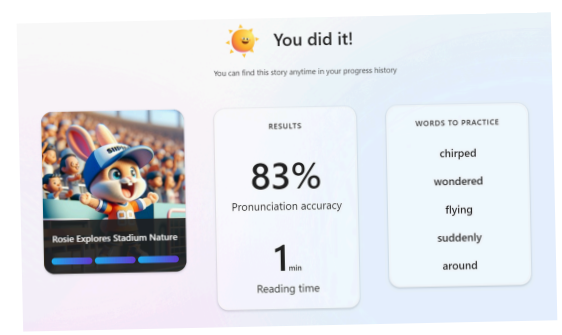 You did it!
You can find this story anytime in your progress history
Rosie Explores Stadium Nature
RESULTS
83%
Pronunciation accuracy
1 min
Reading time
WORDS TO PRACTICE
chirped
wondered
flying
suddenly
around